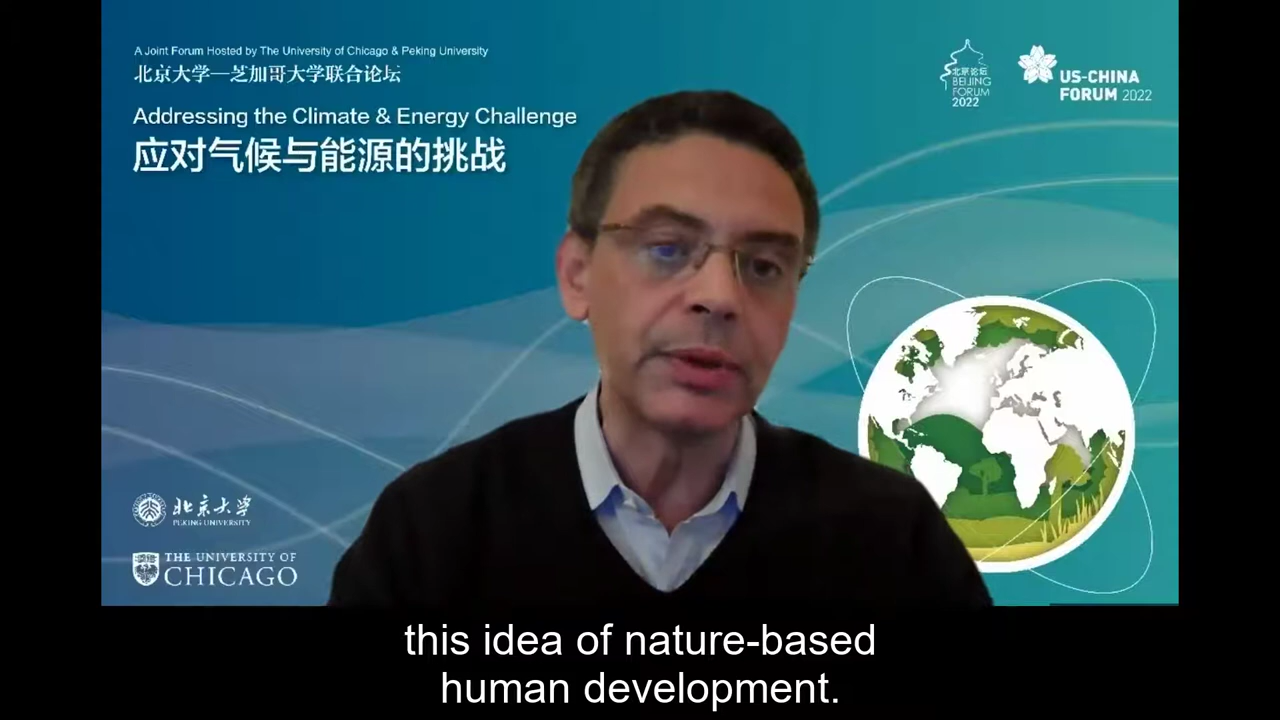 A Joint Forum Hosted by The University of Chicago & Peking University
北京大学—芝加哥大学联合论坛
Addressing the Climate & Energy Challenge
应对气候与能源的挑战
北京论坛
BEIJING
FORUM
2022
US-CHINA
FORUM 2022
北京大学
PEKING UNIVERSITY
THE UNIVERSITY OF
CHICAGO
this idea of nature-based
human development.